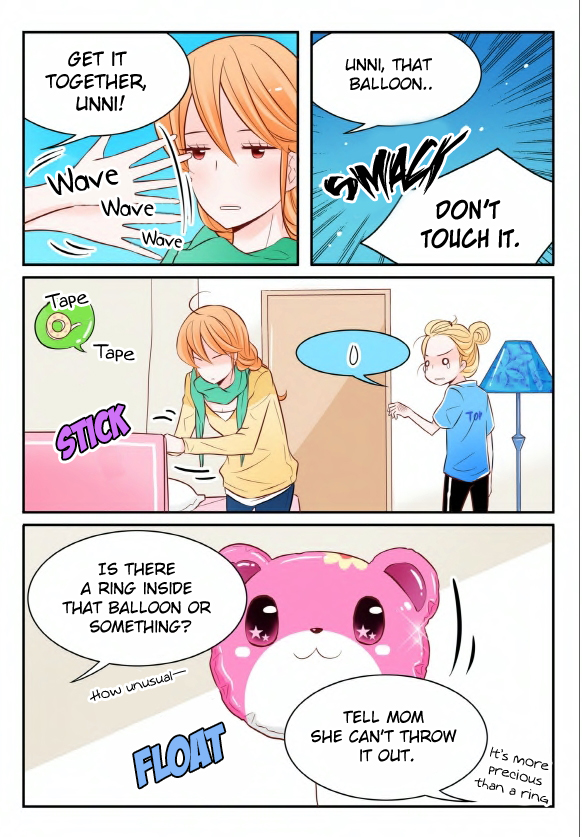 GET IT
TOGETHER,
UNNI!
Wave
Wave
Wave
UNNI, THAT
BALLOON..
SMACK
DON'T
TOUCH IT.
Tape
Tape
STICK
TOP
IS THERE
A RING INSIDE
THAT BALLOON OR
SOMETHING?
How unusual—
FLOAT
TELL MOM
SHE CAN'T THROW
IT OUT.
It's more
precious
than a ring